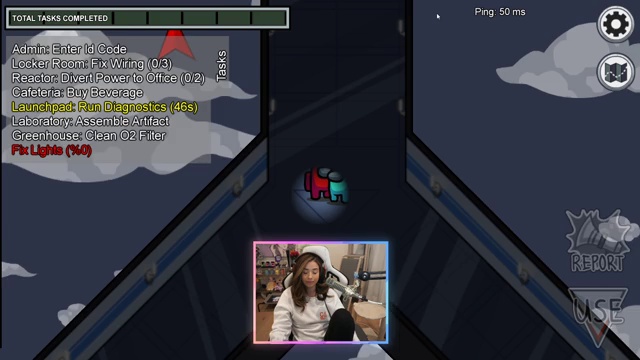 TOTAL TASKS COMPLETED
Ping: 50 ms
Admin: Enter Id Code
Locker Room: Fix Wiring (0/3)
Reactor: Divert Power to Office (0/2)
Cafeteria: Buy Beverage
Launchpad: Run Diagnostics (46s)
Laboratory: Assemble Artifact
Greenhouse: Clean O2 Filter
Fix Lights (%0)
Tasks
REPORT
USE